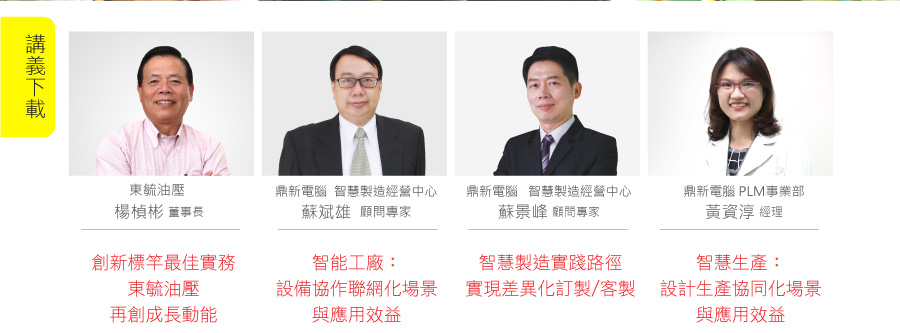 講義下載
東毓油壓
楊楨彬 董事長
創新標竿最佳實務
東毓油壓
再創成長動能
鼎新電腦 智慧製造經營中心
蘇斌雄 顧問專家
智能工廠：
設備協作聯網化場景
與應用效益
鼎新電腦 智慧製造經營中心
蘇景峰 顧問專家
智慧製造實踐路徑
實現差異化訂製/客製
鼎新電腦 PLM事業部
黃資淳 經理
智慧生產：
設計生產協同化場景
與應用效益